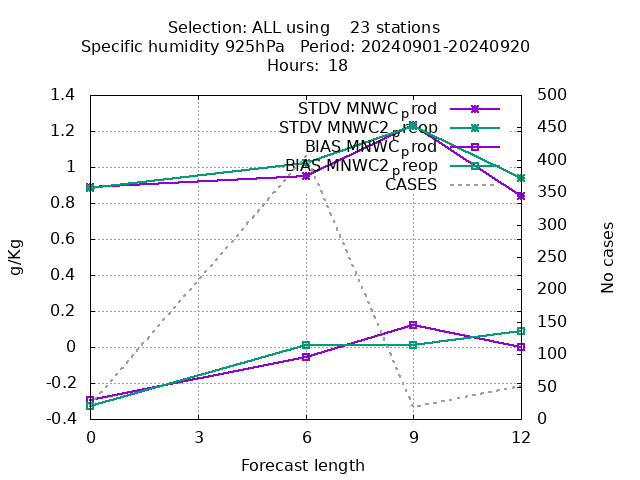 Selection: ALL using    23 stations
Specific humidity 925hPa   Period: 20240901-20240920
Hours: 18
STDV MNWC_prod
STDV MNWC2_preop
BIAS MNWC_prod
BIAS MNWC2_preop
CASES
1.4
1.2
1
0.8
0.6
0.4
0.2
0
-0.2
-0.4
g/Kg
500
450
400
350
300
250
200
150
100
50
0
No cases
0 3 6 9 12
Forecast length